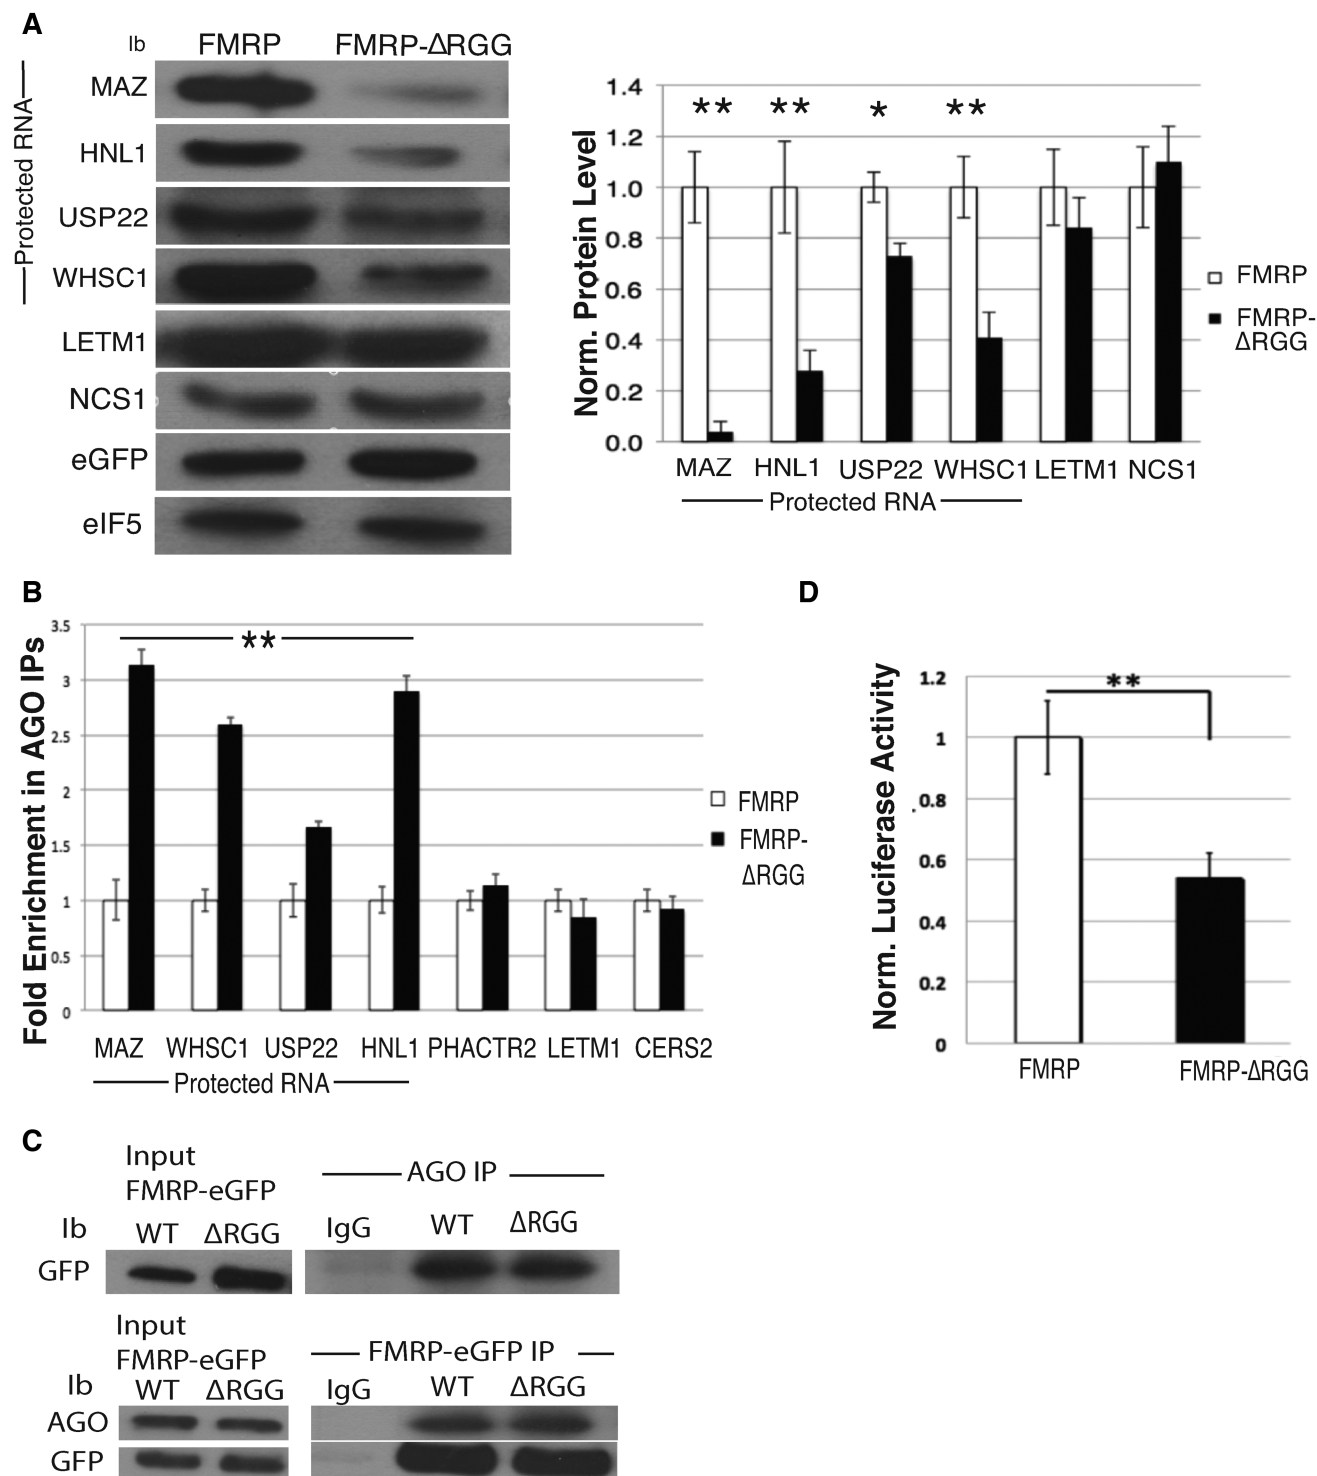 A
Ib FMRP FMRP-ΔRGG
Protected RNA
MAZ
HNL1
USP22
WHSC1
LETM1
NCS1
eGFP
eIF5
Norm. Protein Level
1.4
1.2
1.0
0.8
0.6
0.4
0.2
0.0
** ** * **
MAZ HNL1 USP22 WHSC1 LETM1 NCS1
Protected RNA
FMRP
FMRP-
ΔRGG
B
Fold Enrichment in AGO IPs
3.5
3
2.5
2
1.5
1
0.5
0
**
MAZ WHSC1 USP22 HNL1 PHACTR2 LETM1 CERS2
Protected RNA
FMRP
FMRP-
ΔRGG
D
Norm. Luciferase Activity
1.2
1
0.8
0.6
0.4
0.2
0
**
FMRP FMRP-ΔRGG
C
Input
FMRP-eGFP
AGO IP
Ib WT ΔRGG IgG WT ΔRGG
GFP
Input
FMRP-eGFP
FMRP-eGFP IP
Ib WT ΔRGG IgG WT ΔRGG
AGO
GFP